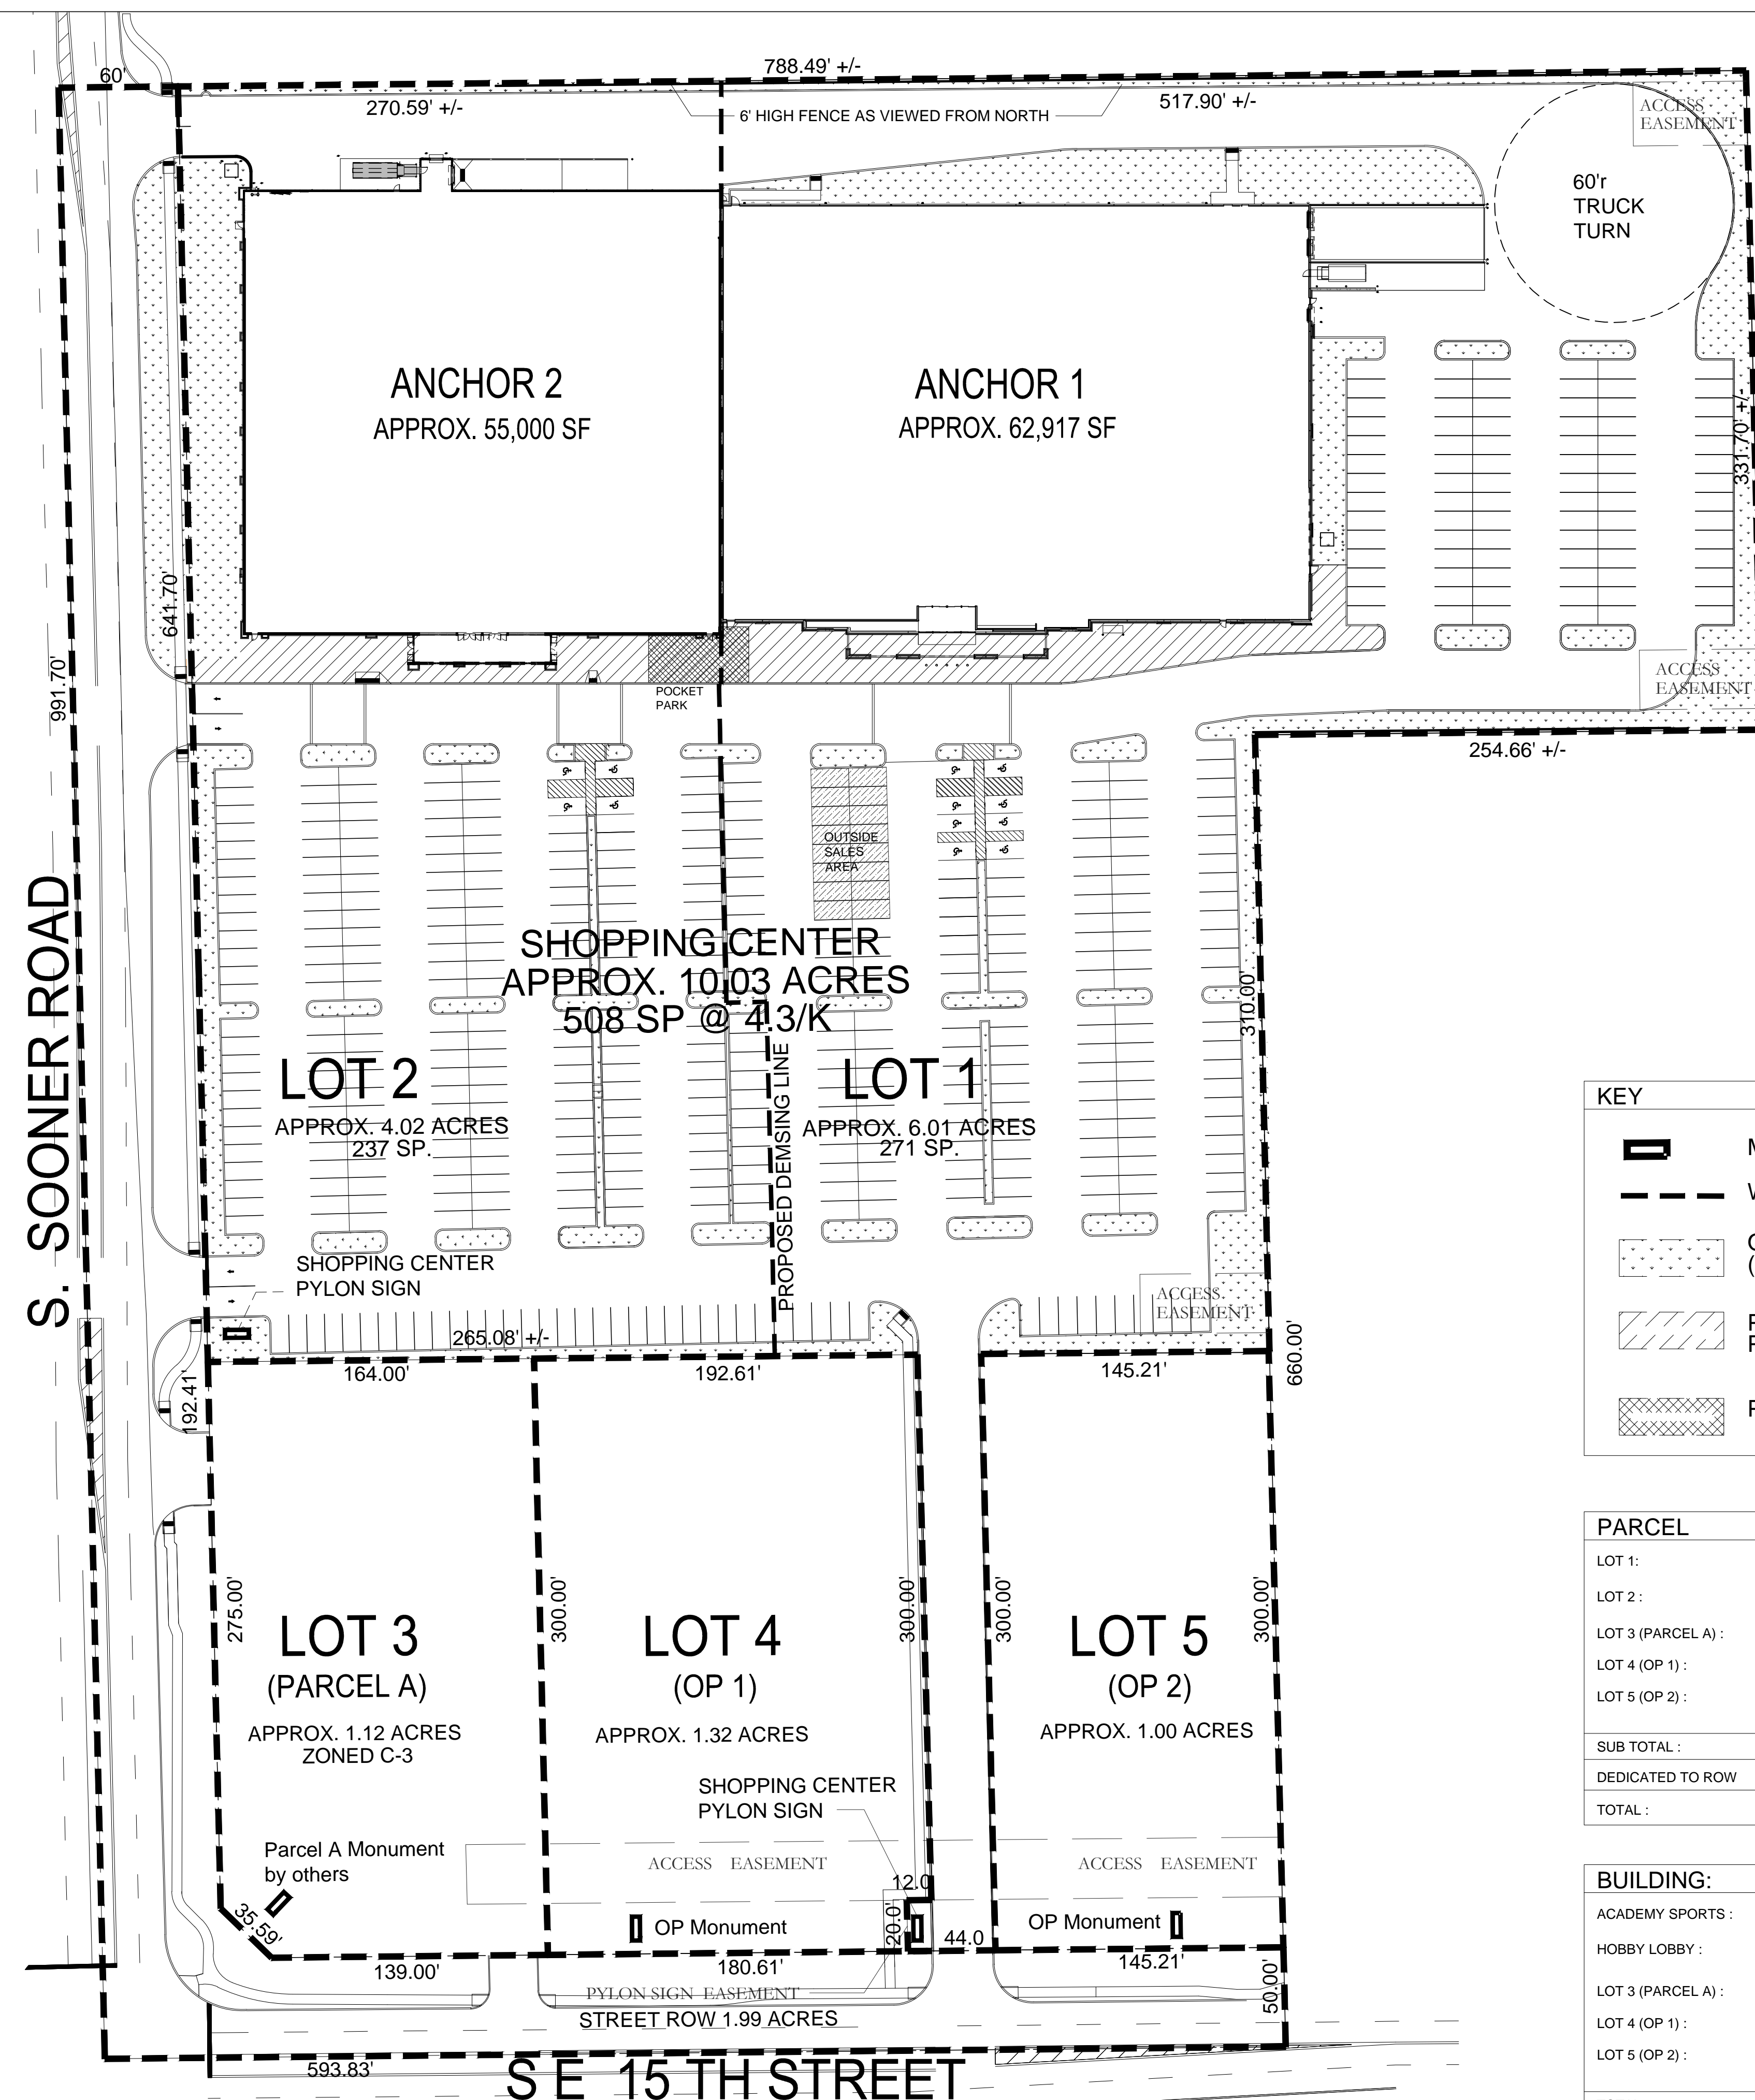 788.49' +/-
60'
270.59' +/-
6' HIGH FENCE AS VIEWED FROM NORTH
517.90' +/-
ACCESS
EASEMENT
60'r
TRUCK
TURN
ANCHOR 2
APPROX. 55,000 SF
ANCHOR 1
APPROX. 62,917 SF
331.70' +/-
641.70'
991.70'
POCKET
PARK
ACCESS
EASEMENT
254.66' +/-
OUTSIDE
SALES
AREA
S. SOONER ROAD
SHOPPING CENTER
APPROX. 10.03 ACRES
508 SP @ 4.3/K
310.00'
LOT 2
APPROX. 4.02 ACRES
237 SP.
PROPOSED DEMSING LINE
LOT 1
APPROX. 6.01 ACRES
271 SP.
KEY
SHOPPING CENTER
PYLON SIGN
ACCESS
EASEMENT
265.08' +/-
164.00'
192.61'
145.21'
660.00'
192.41'
275.00'
300.00'
300.00'
300.00'
300.00'
LOT 3
(PARCEL A)
APPROX. 1.12 ACRES
ZONED C-3
LOT 4
(OP 1)
APPROX. 1.32 ACRES
LOT 5
(OP 2)
APPROX. 1.00 ACRES
SHOPPING CENTER
PYLON SIGN
Parcel A Monument
by others
ACCESS EASEMENT
ACCESS EASEMENT
12.0
35.59'
OP Monument
20.0'
44.0
OP Monument
139.00'
180.61'
145.21'
50.00'
PYLON SIGN EASEMENT
STREET ROW 1.99 ACRES
593.83'
S E 15 TH STREET
PARCEL
LOT 1:
LOT 2 :
LOT 3 (PARCEL A) :
LOT 4 (OP 1) :
LOT 5 (OP 2) :
SUB TOTAL :
DEDICATED TO ROW
TOTAL :
BUILDING:
ACADEMY SPORTS :
HOBBY LOBBY :
LOT 3 (PARCEL A) :
LOT 4 (OP 1) :
LOT 5 (OP 2) :